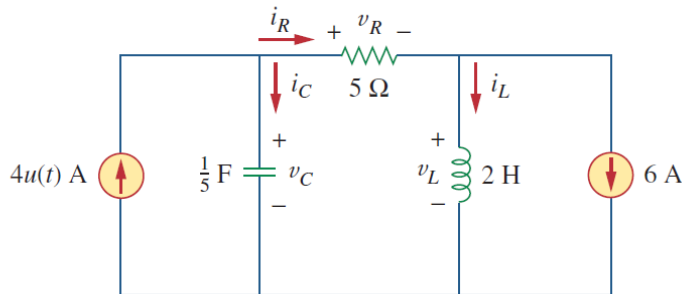 i_R
+ v_R −
i_C 5 Ω i_L
+ +
4u(t) A 1/5 F v_C v_L 2 H 6 A
− −